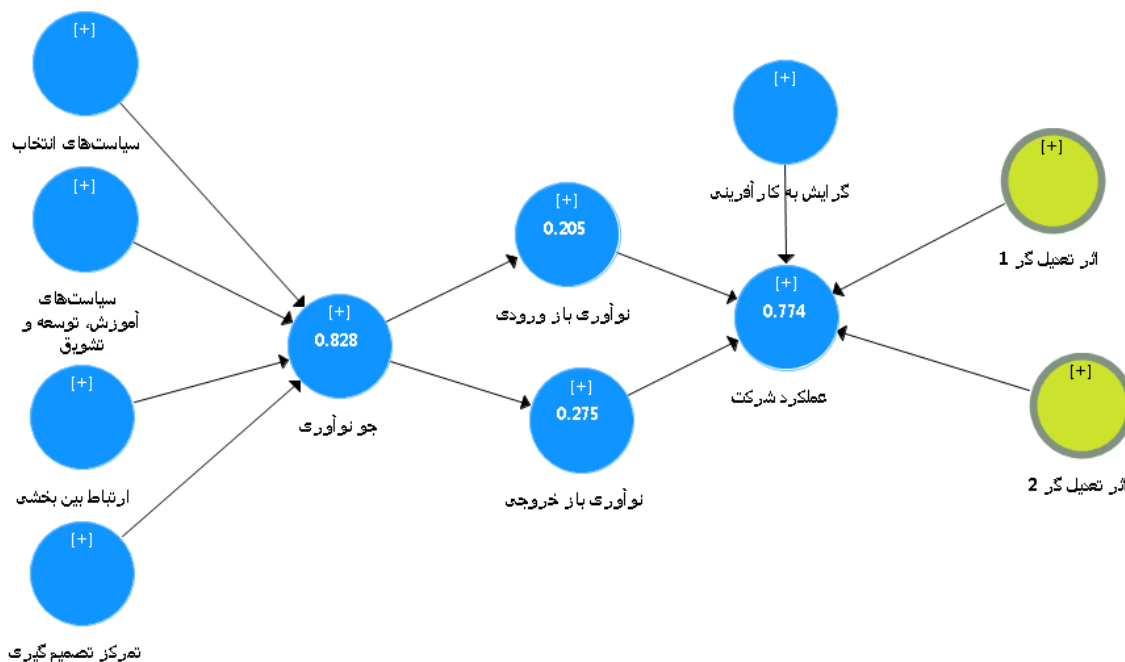 [+]
سیاست‌های انتخاب
[+]
سیاست‌های
آموزش، توسعه و
تشویق
[+]
ارتباط بین بخشی
[+]
تمرکز تصمیم گیری
[+]
0.828
جو نوآوری
[+]
0.205
نوآوری باز ورودی
[+]
0.275
نوآوری باز خروجی
[+]
گرایش به کارآفرینی
[+]
0.774
عملکرد شرکت
[+]
اثر تعدیل گر 1
[+]
اثر تعدیل گر 2